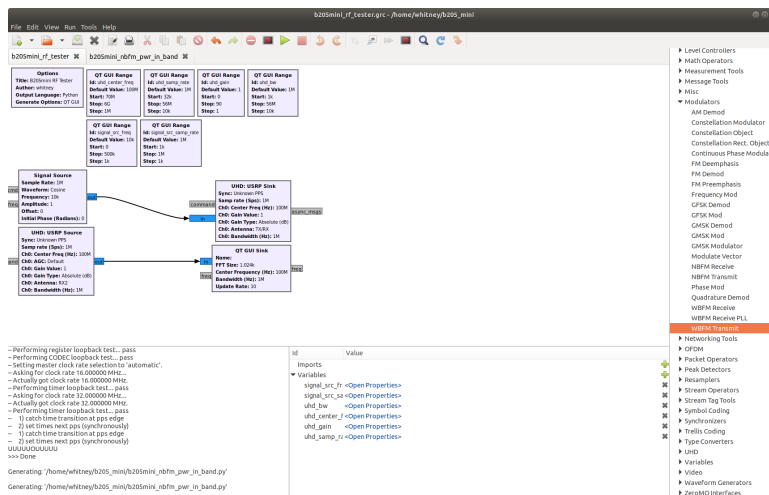 b205mini_rf_tester.grc - /home/whitney/b205_mini
File Edit View Run Tools Help
b205mini_rf_tester
b205mini_nbfm_pwr_in_band
Options
Title: B205mini RF Tester
Author: whitney
Output Language: Python
Generate Options: QT GUI
QT GUI Range
Id: uhd_center_freq
Default Value: 100M
Start: 70M
Stop: 6G
Step: 1M
QT GUI Range
Id: uhd_samp_rate
Default Value: 1M
Start: 32k
Stop: 56M
Step: 10k
QT GUI Range
Id: uhd_gain
Default Value: 1
Start: 0
Stop: 90
Step: 1
QT GUI Range
Id: uhd_bw
Default Value: 1M
Start: 1k
Stop: 56M
Step: 10k
QT GUI Range
Id: signal_src_freq
Default Value: 10k
Start: 0
Stop: 500k
Step: 1k
QT GUI Range
Id: signal_src_samp_rate
Default Value: 1M
Start: 1k
Stop: 1M
Step: 1k
Signal Source
Sample Rate: 1M
Waveform: Cosine
Frequency: 10k
Amplitude: 1
Offset: 0
Initial Phase (Radians): 0
cmd
freq
out
UHD: USRP Sink
Sync: Unknown PPS
Samp rate (Sps): 1M
Ch0: Center Freq (Hz): 100M
Ch0: Gain Value: 1
Ch0: Gain Type: Absolute (dB)
Ch0: Antenna: TX/RX
Ch0: Bandwidth (Hz): 1M
command
in
async_msgs
UHD: USRP Source
Sync: Unknown PPS
Samp rate (Sps): 1M
Ch0: Center Freq (Hz): 100M
Ch0: AGC: Default
Ch0: Gain Value: 1
Ch0: Gain Type: Absolute (dB)
Ch0: Antenna: RX2
Ch0: Bandwidth (Hz): 1M
and
out
QT GUI Sink
Name:
FFT Size: 1.024k
Center Frequency (Hz): 100M
Bandwidth (Hz): 1M
Update Rate: 10
in
freq
freq
-- Performing register loopback test... pass
-- Performing CODEC loopback test... pass
-- Setting master clock rate selection to 'automatic'.
-- Asking for clock rate 16.000000 MHz...
-- Actually got clock rate 16.000000 MHz.
-- Performing timer loopback test... pass
-- Asking for clock rate 32.000000 MHz...
-- Actually got clock rate 32.000000 MHz.
-- Performing timer loopback test... pass
-- 1) catch time transition at pps edge
-- 2) set times next pps (synchronously)
-- 1) catch time transition at pps edge
-- 2) set times next pps (synchronously)
>>> Done
Generating: '/home/whitney/b205_mini/b205mini_nbfm_pwr_in_band.py'
Generating: '/home/whitney/b205_mini/b205mini_nbfm_pwr_in_band.py'
Id Value
Imports
Variables
signal_src_fr <Open Properties>
signal_src_sa <Open Properties>
uhd_bw <Open Properties>
uhd_center_f <Open Properties>
uhd_gain <Open Properties>
uhd_samp_ra <Open Properties>
Level Controllers
Math Operators
Measurement Tools
Message Tools
Misc
Modulators
AM Demod
Constellation Modulator
Constellation Object
Constellation Rect. Object
Continuous Phase Modula
FM Deemphasis
FM Demod
FM Preemphasis
Frequency Mod
GFSK Demod
GFSK Mod
GMSK Demod
GMSK Mod
GMSK Modulator
Modulate Vector
NBFM Receive
NBFM Transmit
Phase Mod
Quadrature Demod
WBFM Receive
WBFM Receive PLL
WBFM Transmit
Networking Tools
OFDM
Packet Operators
Peak Detectors
Resamplers
Stream Operators
Stream Tag Tools
Symbol Coding
Synchronizers
Trellis Coding
Type Converters
UHD
Variables
Video
Waveform Generators
ZeroMQ Interfaces